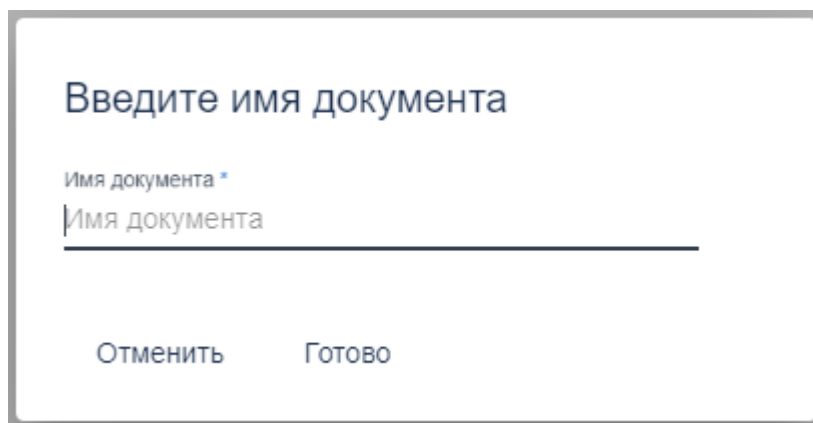 Введите имя документа
Имя документа *
Имя документа
Отменить Готово